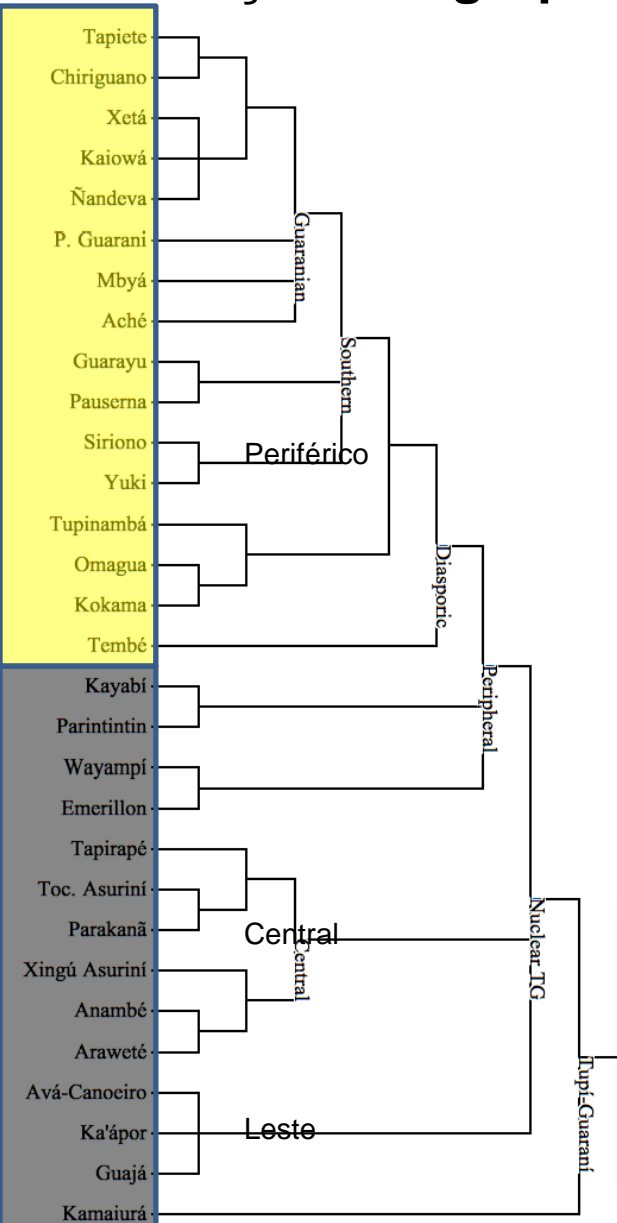 Tapiete
Chiriguano
Xetá
Kaiowá
Ñandeva
P. Guarani
Mbyá
Aché
Guarayu
Pauserna
Siriono
Yuki
Tupinambá
Omagua
Kokama
Tembé
Kayabí
Parintintin
Wayampí
Emerillon
Tapirapé
Toc. Asuriní
Parakanã
Xingú Asuriní
Anambé
Araweté
Avá-Canoeiro
Ka'ápor
Guajá
Kamaiurá
Guaranian
Southern
Periférico
Diasporic
Peripheral
Central
Central
Nuclear_TG
Leste
Tupí-Guaraní